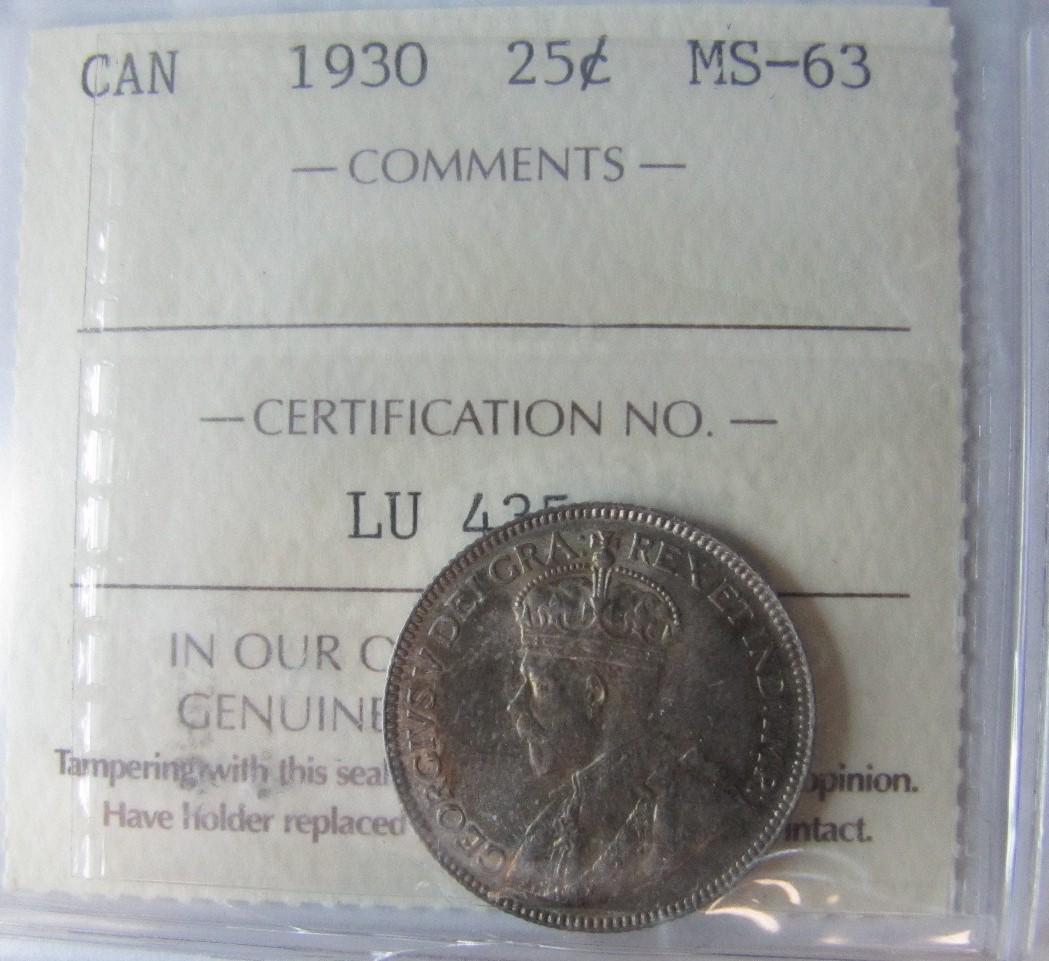 CAN 1930 25¢ MS-63
— COMMENTS —
— CERTIFICATION NO. —
LU 435
IN OUR
GENUINE
Tampering with this seal opinion.
Have Holder replaced intact.
GEORGIVS V DEI GRA: REX ET IND:IMP: